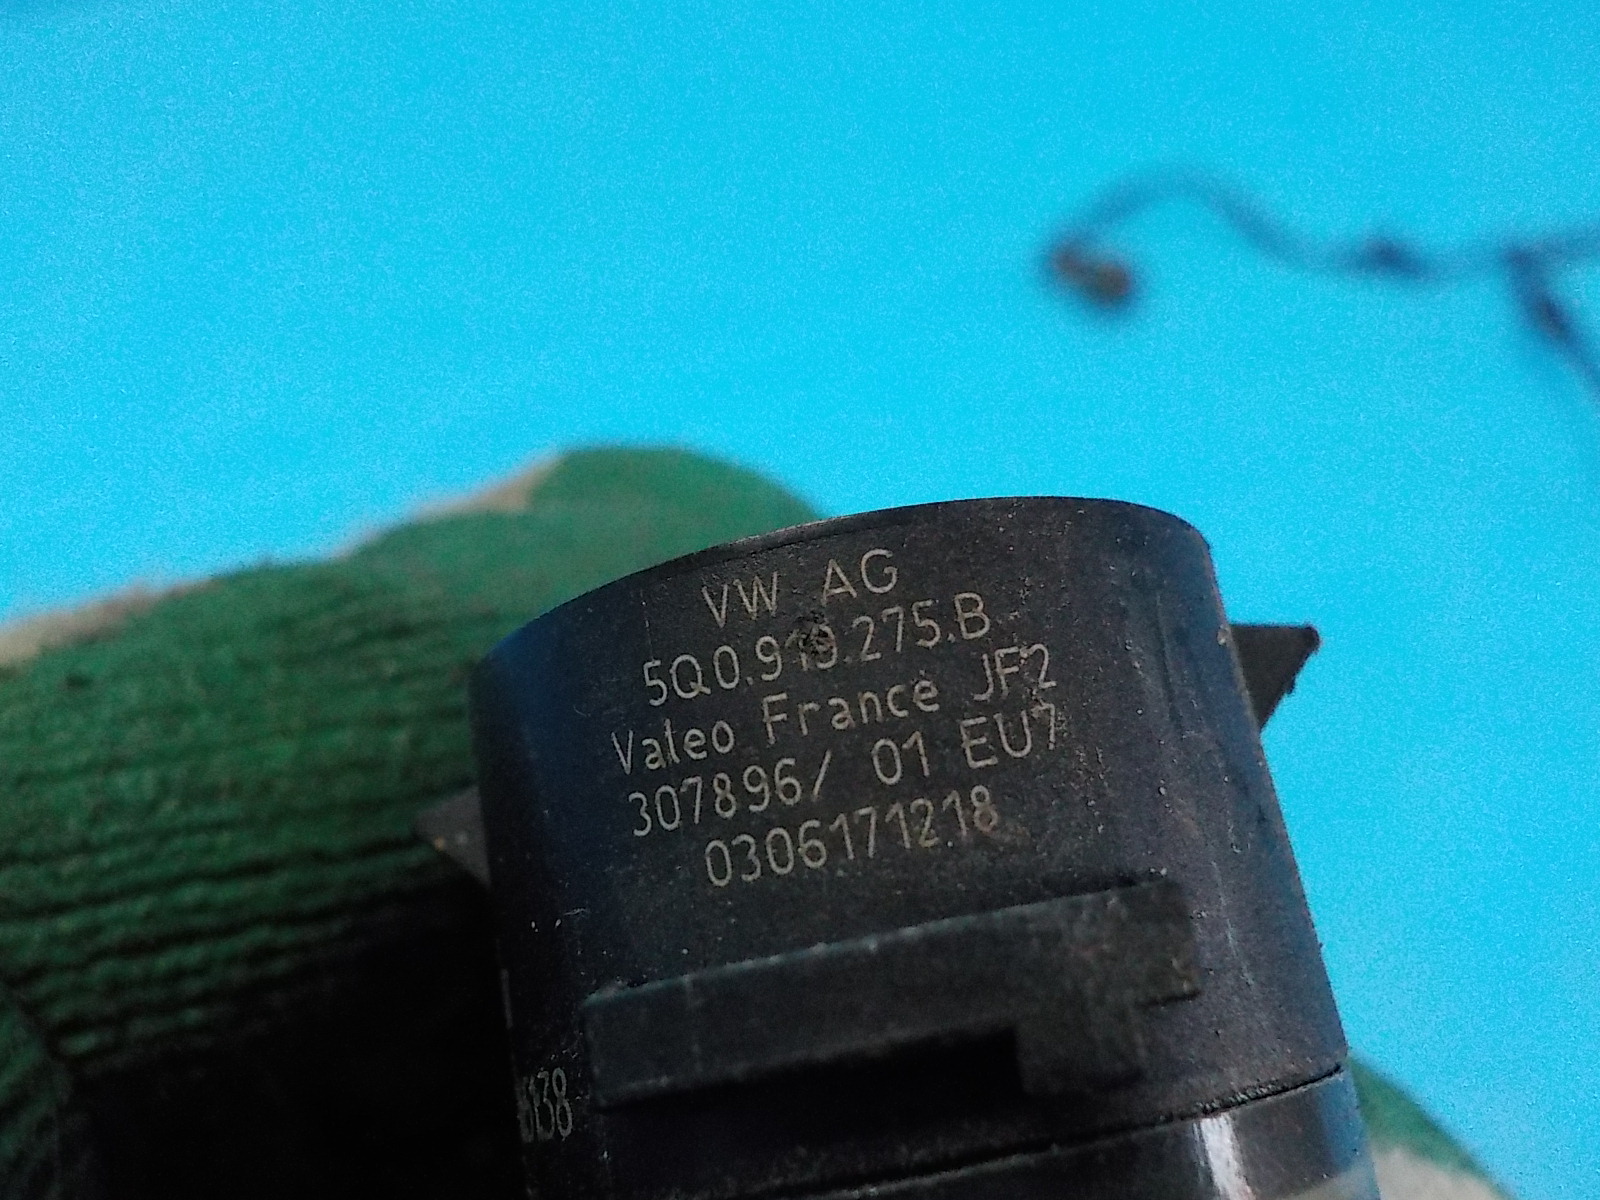 VW AG
5Q0.919.275.B
Valeo France JF2
307896/ 01 EU7
0306171218